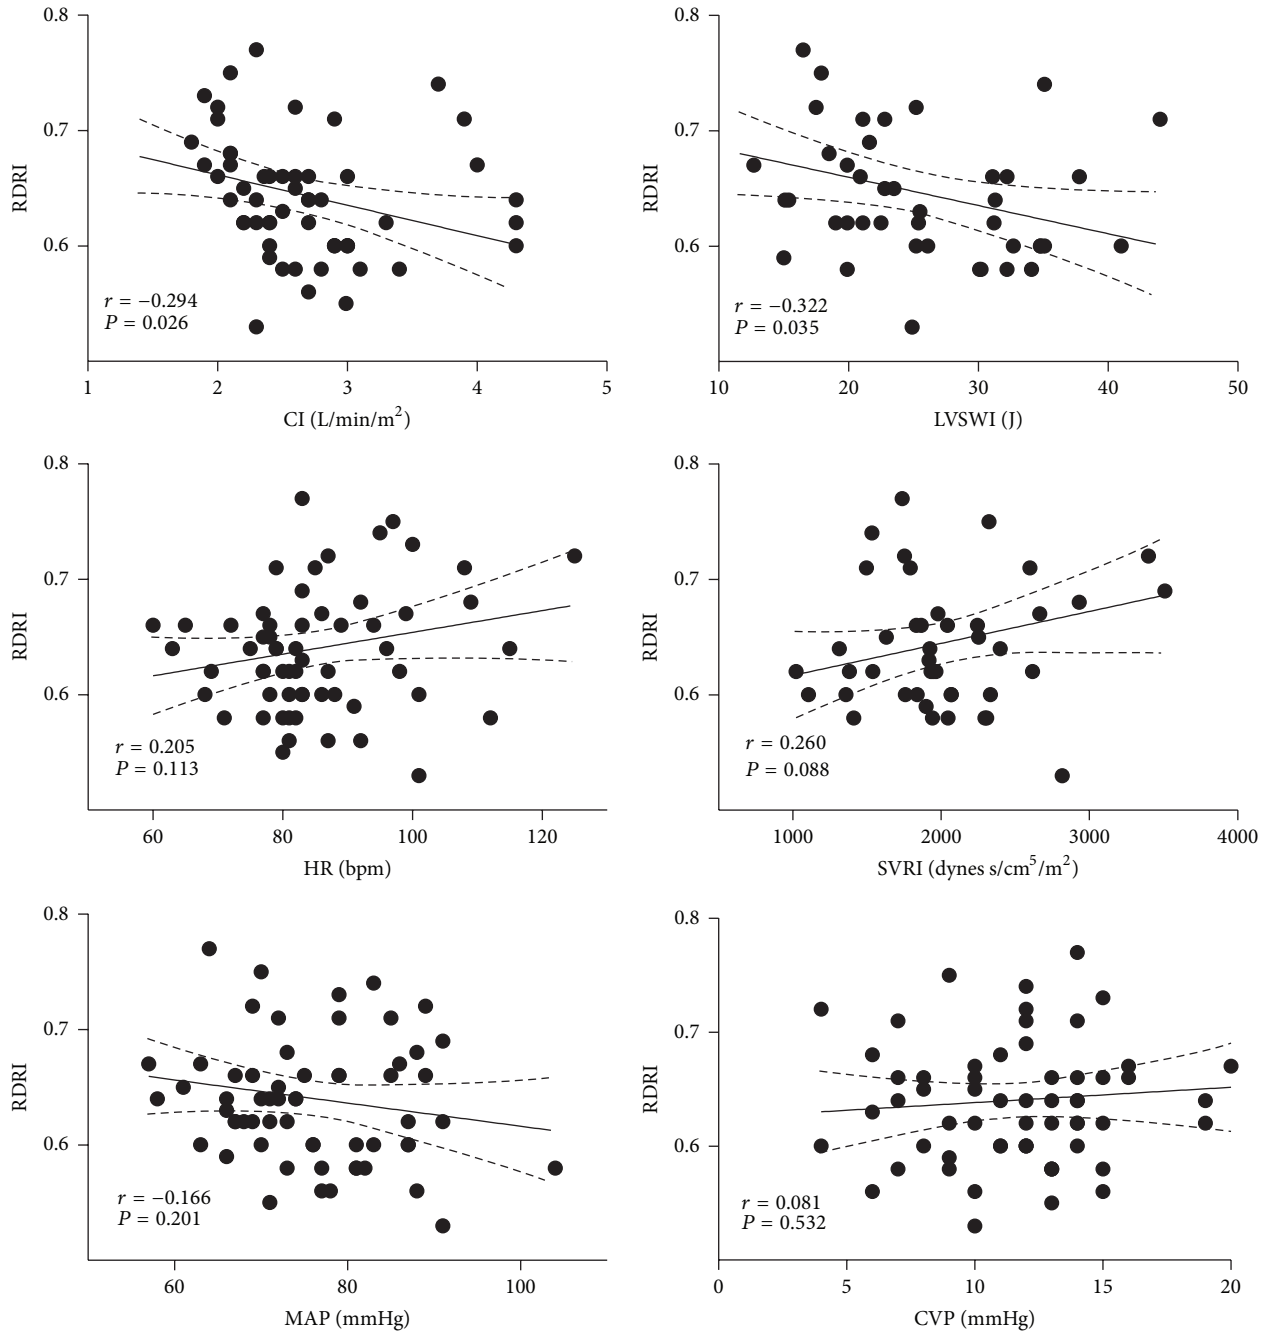 0.8
0.7
0.6
RDRI
r = −0.294
P = 0.026
1 2 3 4 5
CI (L/min/m²)
0.8
0.7
0.6
RDRI
r = −0.322
P = 0.035
10 20 30 40 50
LVSWI (J)
0.8
0.7
0.6
RDRI
r = 0.205
P = 0.113
60 80 100 120
HR (bpm)
0.8
0.7
0.6
RDRI
r = 0.260
P = 0.088
1000 2000 3000 4000
SVRI (dynes s/cm⁵/m²)
0.8
0.7
0.6
RDRI
r = −0.166
P = 0.201
60 80 100
MAP (mmHg)
0.8
0.7
0.6
RDRI
r = 0.081
P = 0.532
0 5 10 15 20
CVP (mmHg)